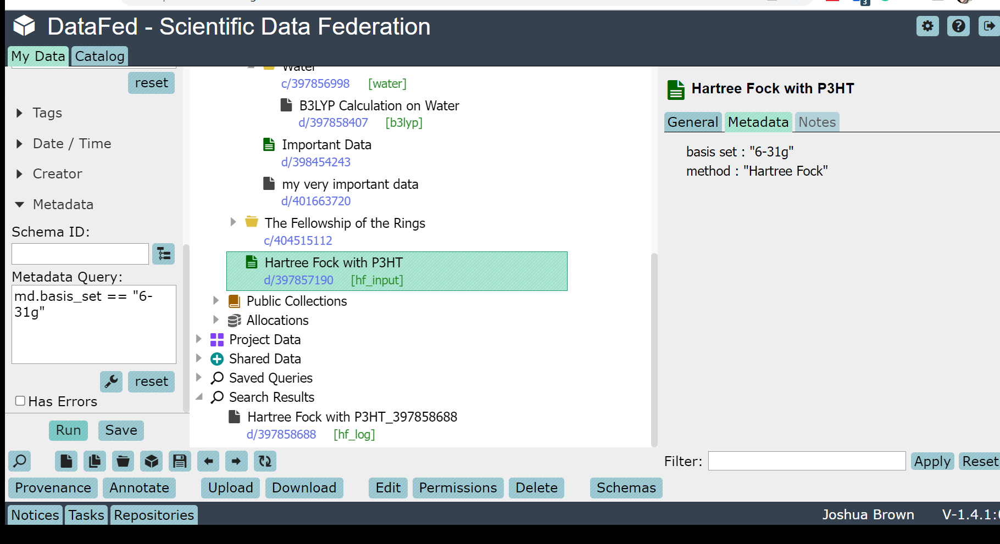 DataFed - Scientific Data Federation
My Data
Catalog
reset
Tags
Date / Time
Creator
Metadata
Schema ID:
Metadata Query:
md.basis_set == "6-
31g"
reset
Has Errors
Run
Save
Water
c/397856998 [water]
B3LYP Calculation on Water
d/397858407 [b3lyp]
Important Data
d/398454243
my very important data
d/401663720
The Fellowship of the Rings
c/404515112
Hartree Fock with P3HT
d/397857190 [hf_input]
Public Collections
Allocations
Project Data
Shared Data
Saved Queries
Search Results
Hartree Fock with P3HT_397858688
d/397858688 [hf_log]
Hartree Fock with P3HT
General
Metadata
Notes
basis set : "6-31g"
method : "Hartree Fock"
Filter:
Apply
Reset
Provenance
Annotate
Upload
Download
Edit
Permissions
Delete
Schemas
Notices
Tasks
Repositories
Joshua Brown
V-1.4.1:
3